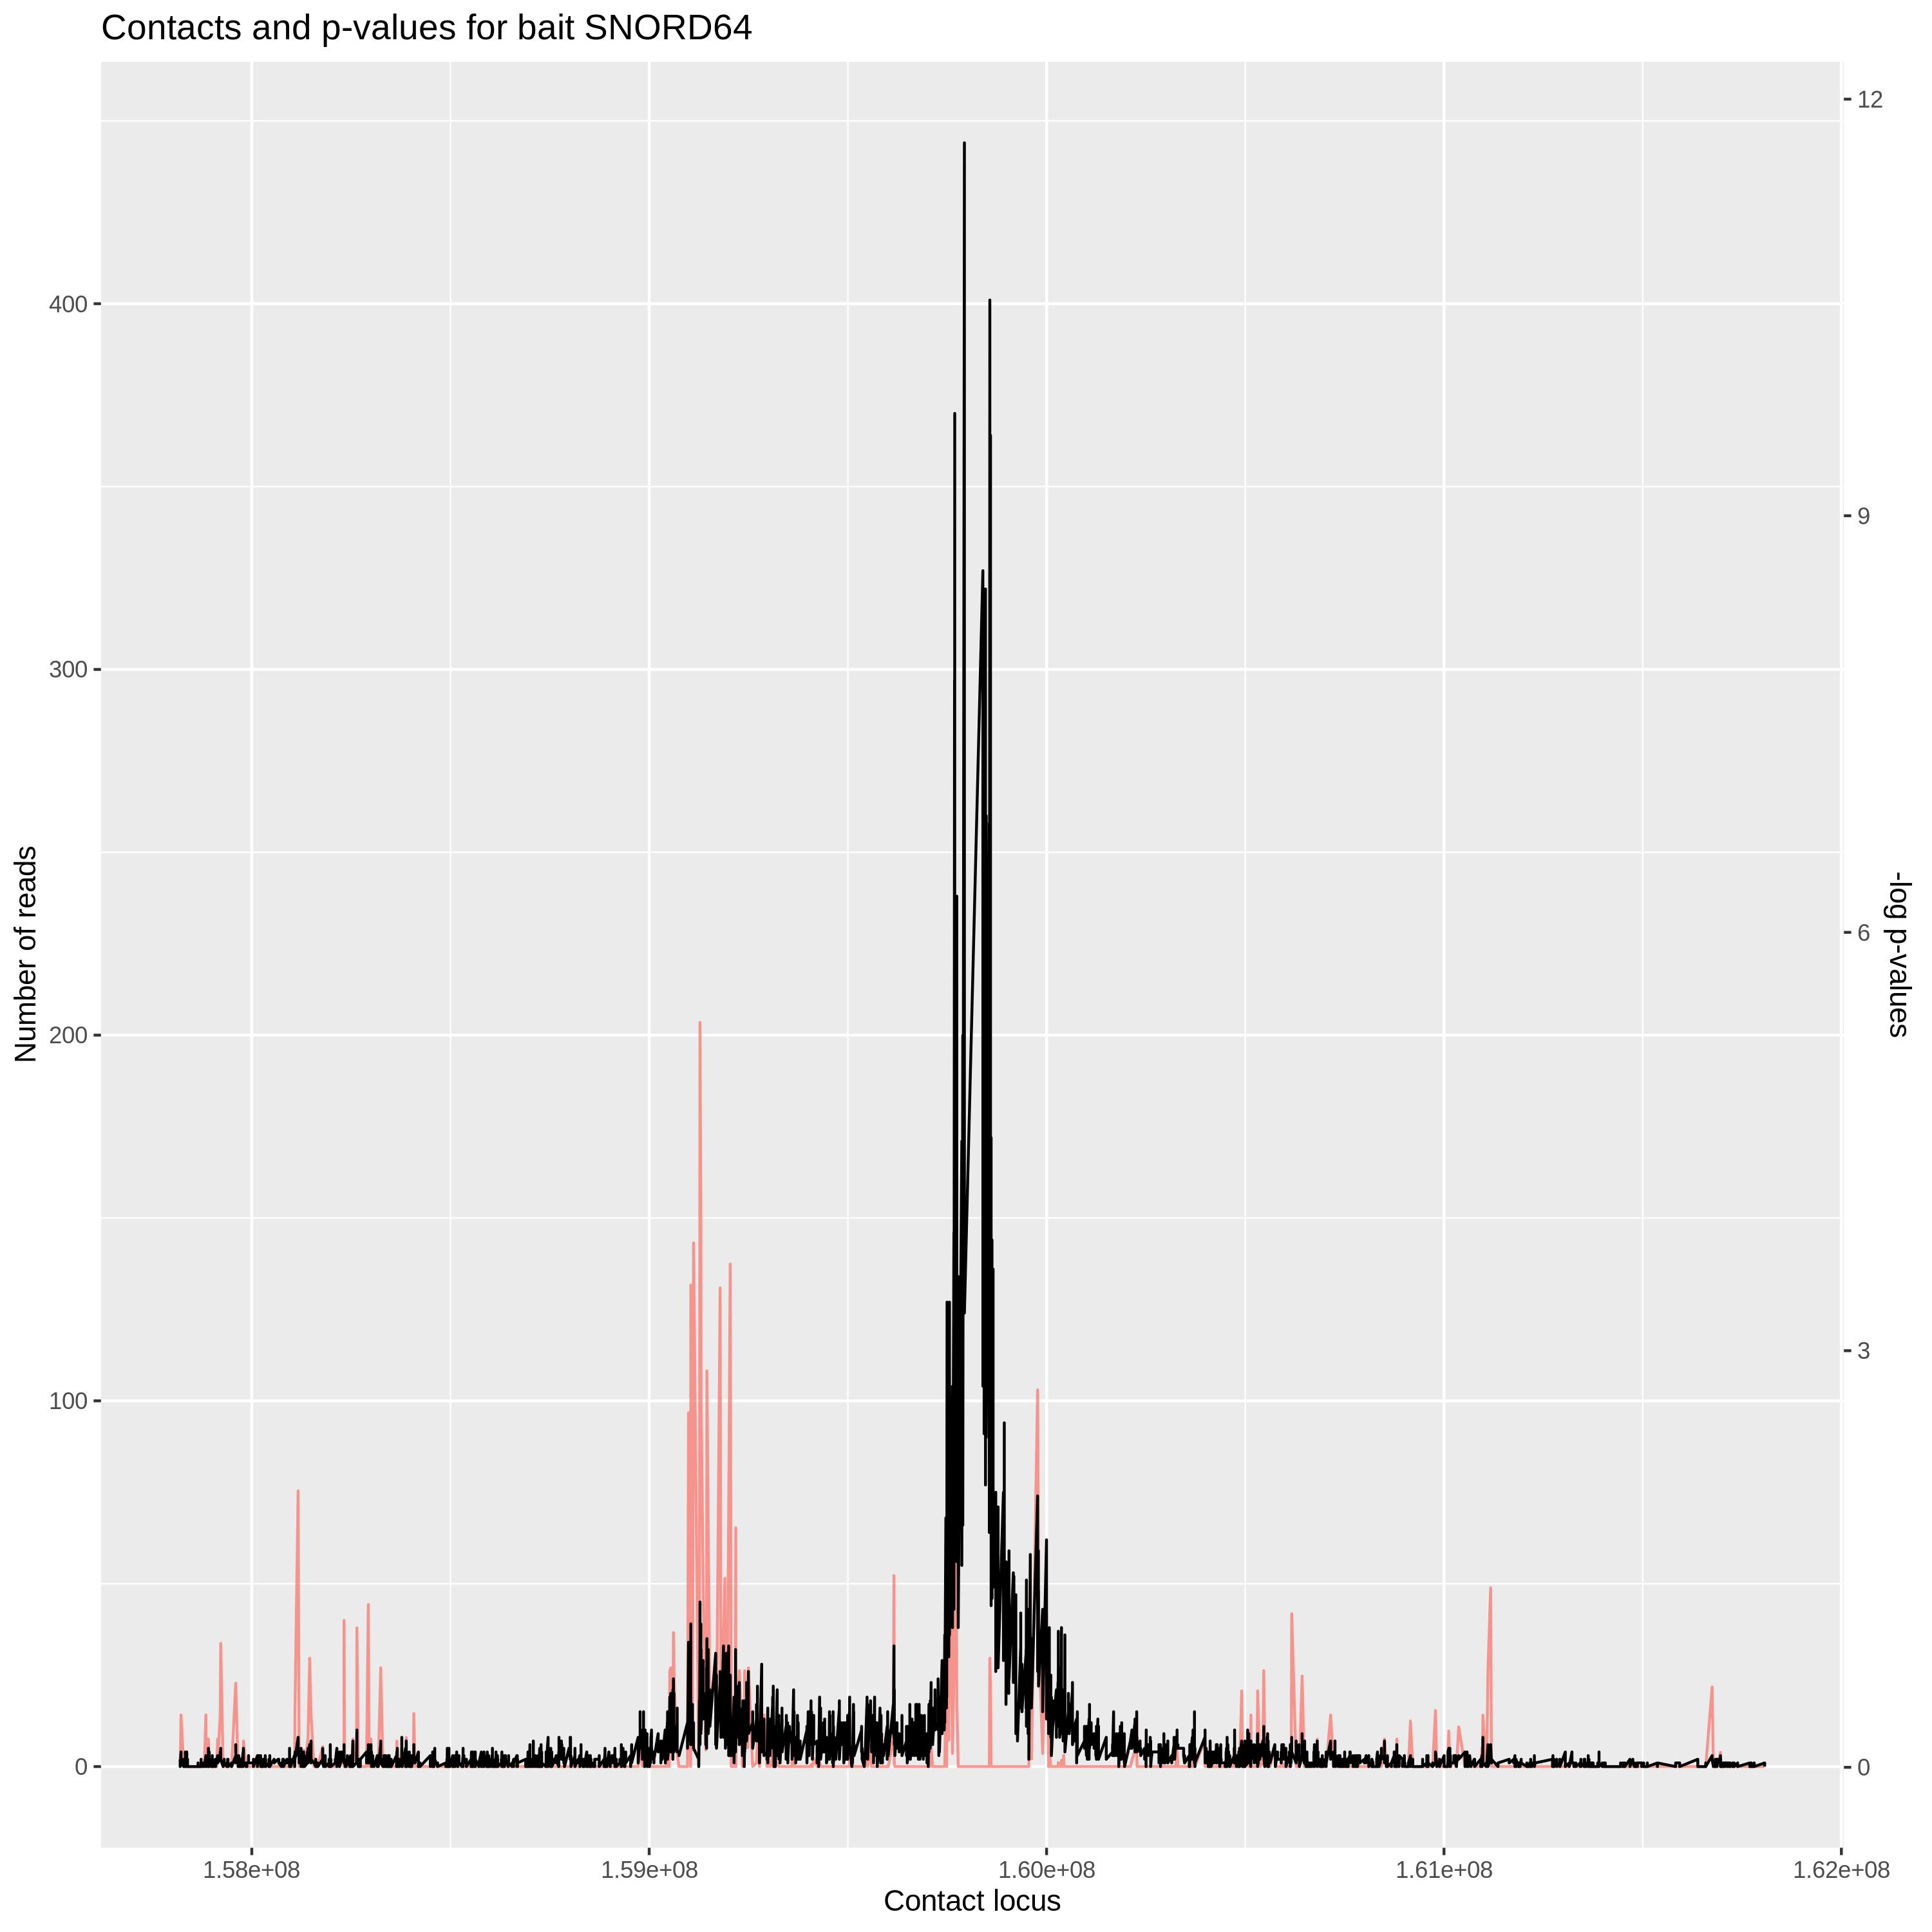 Contacts and p-values for bait SNORD64
Number of reads
400
300
200
100
0
12
9
6
3
0
-log p-values
1.58e+08
1.59e+08
1.60e+08
1.61e+08
1.62e+08
Contact locus